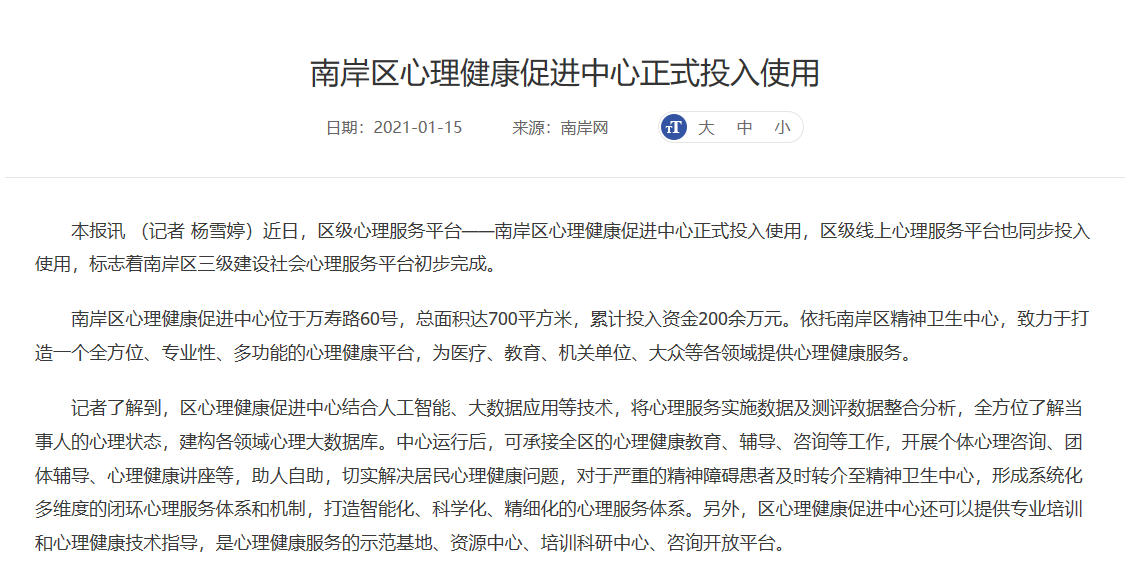 南岸区心理健康促进中心正式投入使用
日期：2021-01-15 来源：南岸网 TT 大 中 小
本报讯 （记者 杨雪婷）近日，区级心理服务平台——南岸区心理健康促进中心正式投入使用，区级线上心理服务平台也同步投入
使用，标志着南岸区三级建设社会心理服务平台初步完成。
南岸区心理健康促进中心位于万寿路60号，总面积达700平方米，累计投入资金200余万元。依托南岸区精神卫生中心，致力于打
造一个全方位、专业性、多功能的心理健康平台，为医疗、教育、机关单位、大众等各领域提供心理健康服务。
记者了解到，区心理健康促进中心结合人工智能、大数据应用等技术，将心理服务实施数据及测评数据整合分析，全方位了解当
事人的心理状态，建构各领域心理大数据库。中心运行后，可承接全区的心理健康教育、辅导、咨询等工作，开展个体心理咨询、团
体辅导、心理健康讲座等，助人自助，切实解决居民心理健康问题，对于严重的精神障碍患者及时转介至精神卫生中心，形成系统化
多维度的闭环心理服务体系和机制，打造智能化、科学化、精细化的心理服务体系。另外，区心理健康促进中心还可以提供专业培训
和心理健康技术指导，是心理健康服务的示范基地、资源中心、培训科研中心、咨询开放平台。